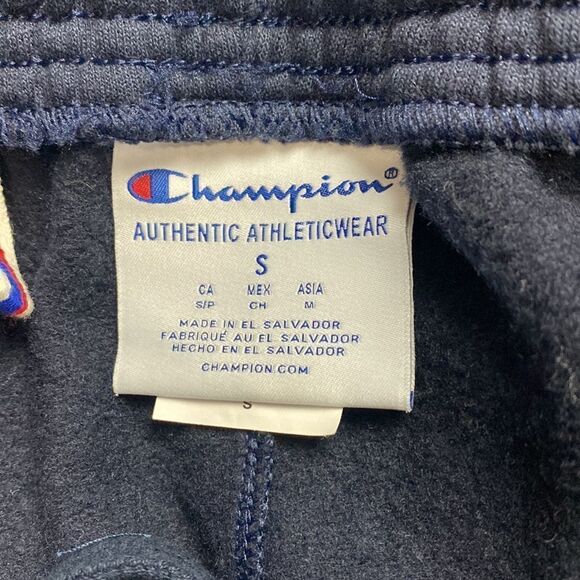 Champion®
AUTHENTIC ATHLETICWEAR
S
CA MEX ASIA
S/P CH M
MADE IN EL SALVADOR
FABRIQUÉ AU EL SALVADOR
HECHO EN EL SALVADOR
CHAMPION.COM
S